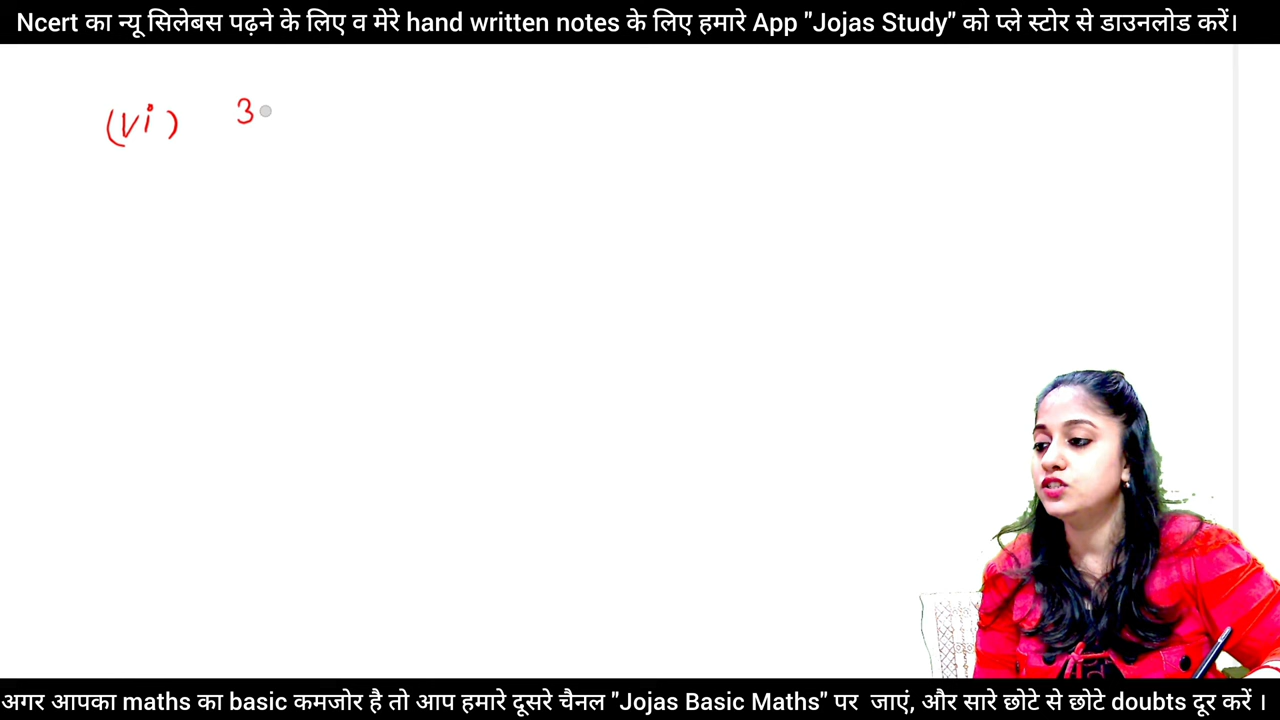 Ncert का न्यू सिलेबस पढ़ने के लिए व मेरे hand written notes के लिए हमारे App "Jojas Study" को प्ले स्टोर से डाउनलोड करें।
(vi) 3
अगर आपका maths का basic कमजोर है तो आप हमारे दूसरे चैनल "Jojas Basic Maths" पर जाएं, और सारे छोटे से छोटे doubts दूर करें ।